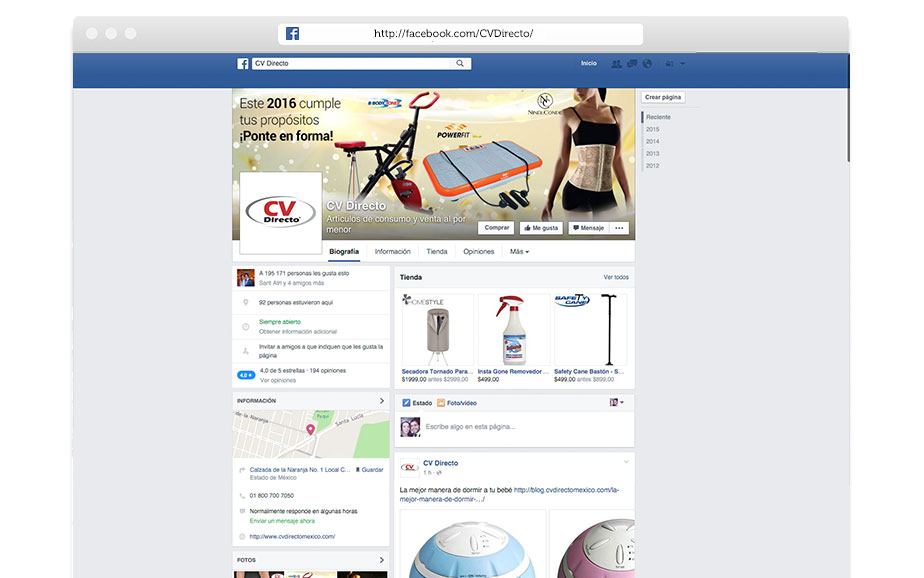 http://facebook.com/CVDirecto/
CV Directo
Inicio
Crear página
Reciente
2015
2014
2013
2012
Este 2016 cumple
tus propósitos
¡Ponte en forma!
POWERFIT
NINEL CONDE
CV
Directo
CV Directo
Artículos de consumo y venta al por
menor
Comprar
Me gusta
Mensaje
Biografía
Información
Tienda
Opiniones
Más
A 195 171 personas les gusta esto
Sant Atri y 4 amigos más
92 personas estuvieron aquí
Siempre abierto
Obtener información adicional
Invitar a amigos a que indiquen que les gusta la
página
4,0
4,0 de 5 estrellas · 194 opiniones
Ver opiniones
INFORMACIÓN
de la Naranja
Santa Lucía
Calzada de la Naranja No. 1 Local C...
Guardar
Estado de México
01 800 700 7050
Normalmente responde en algunas horas
Enviar un mensaje ahora
http://www.cvdirectomexico.com/
FOTOS
Tienda
Ver todos
HOMESTYLE
SAFETY
CANE
Secadora Tornado Para...
$1999,00 antes $2999,00
Insta Gone Removedor ...
$499,00
Safety Cane Bastón - S...
$499,00 antes $899,00
Estado
Foto/video
Escribe algo en esta página...
CV Directo
1 h ·
La mejor manera de dormir a tu bebé http://blog.cvdirectomexico.com/la-
mejor-manera-de-dormir-.../